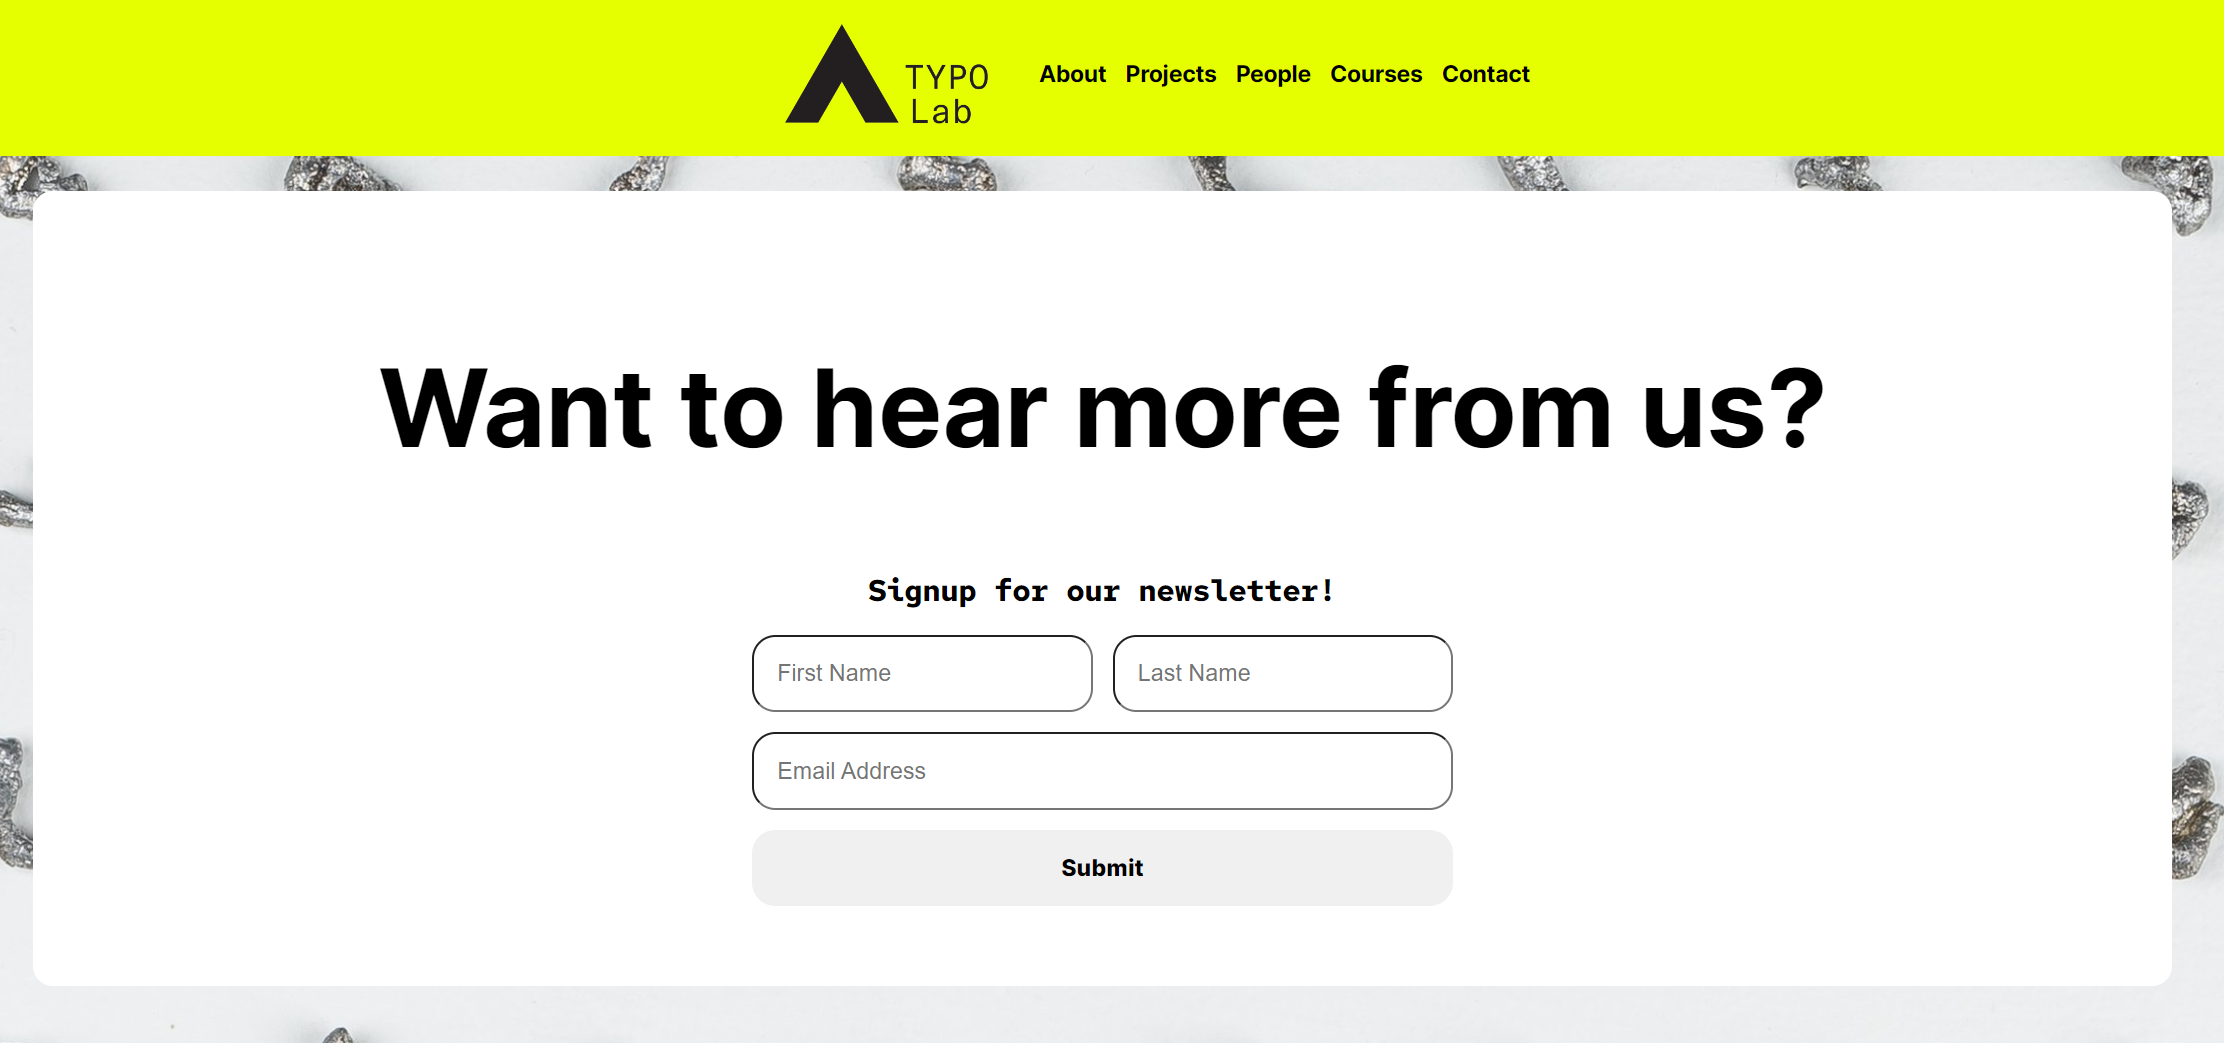 TYPO
Lab
About Projects People Courses Contact
Want to hear more from us?
Signup for our newsletter!
First Name Last Name
Email Address
Submit